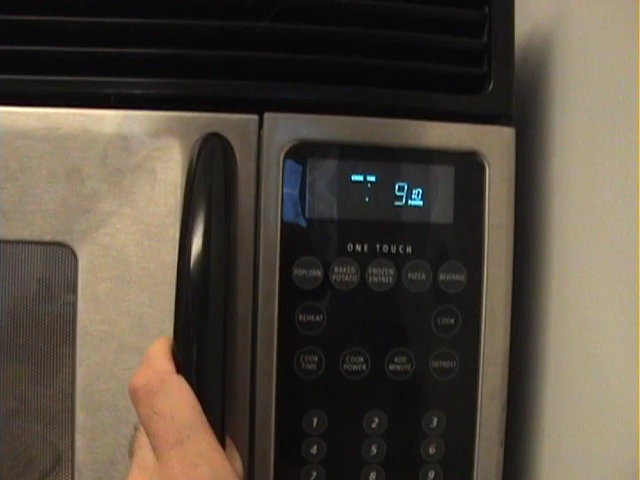 COOK TIME
: 9 10
POWER
ONE TOUCH
POPCORN BAKED POTATO FROZEN ENTREE PIZZA BEVERAGE
REHEAT COOK
COOK TIME COOK POWER ADD MINUTE DEFROST
1 2 3
4 5 6
7 8 9